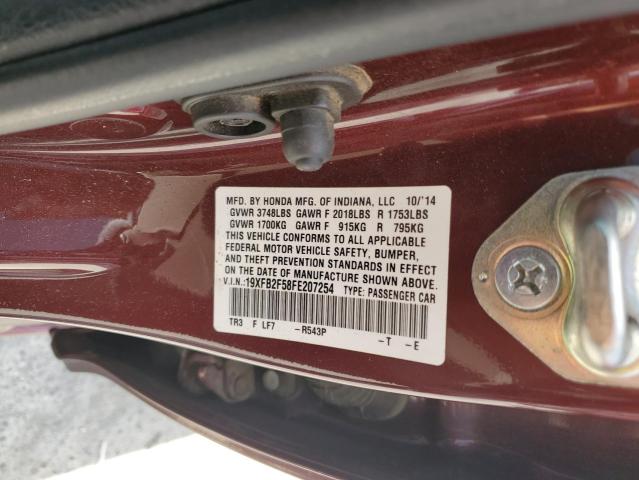 MFD. BY HONDA MFG. OF INDIANA, LLC 10/'14
GVWR 3748LBS GAWR F 2018LBS R 1753LBS
GVWR 1700KG GAWR F 915KG R 795KG
THIS VEHICLE CONFORMS TO ALL APPLICABLE
FEDERAL MOTOR VEHICLE SAFETY, BUMPER,
AND THEFT PREVENTION STANDARDS IN EFFECT
ON THE DATE OF MANUFACTURE SHOWN ABOVE.
V.I.N.: 19XFB2F58FE207254 TYPE: PASSENGER CAR
TR3 F LF7 -R543P -T -E